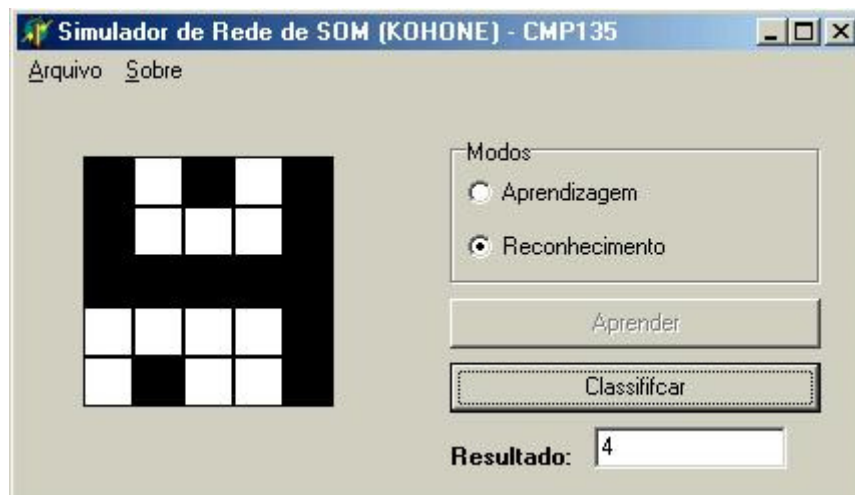 Simulador de Rede de SOM (KOHONE) - CMP135
Arquivo Sobre
Modos
Aprendizagem
Reconhecimento
Aprender
Classififcar
Resultado: 4